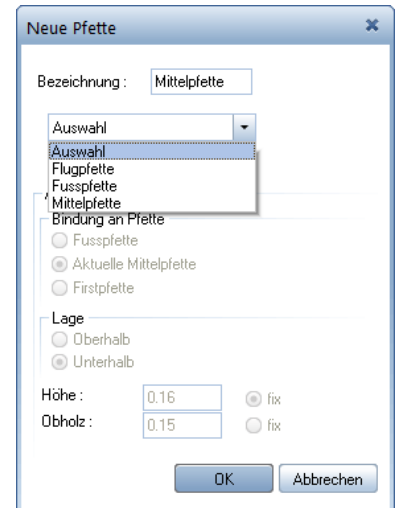 Neue Pfette
Bezeichnung : Mittelpfette
Auswahl
Auswahl
Flugpfette
Fusspfette
Mittelpfette
Bindung an Pfette
Fusspfette
Aktuelle Mittelpfette
Firstpfette
Lage
Oberhalb
Unterhalb
Höhe : 0.16 fix
Obholz : 0.15 fix
OK Abbrechen